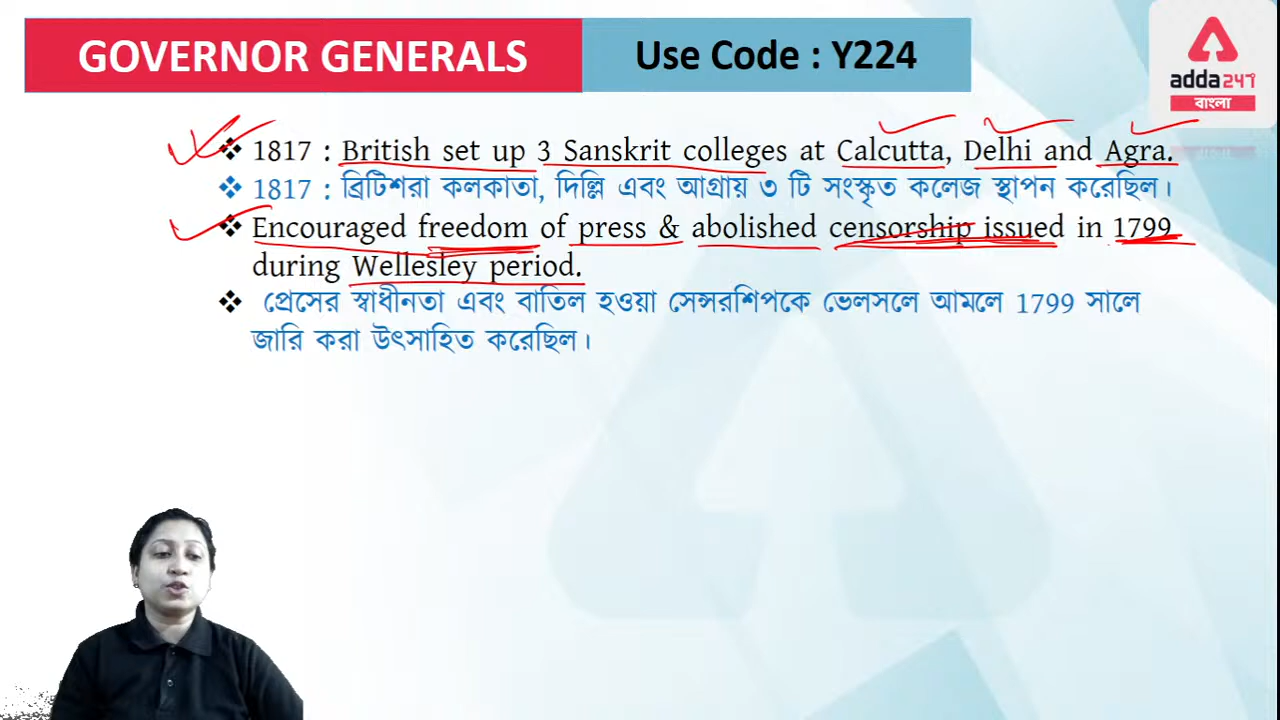 GOVERNOR GENERALS
Use Code : Y224
adda247
বাংলা
❖ 1817 : British set up 3 Sanskrit colleges at Calcutta, Delhi and Agra.
❖ 1817 : ব্রিটিশরা কলকাতা, দিল্লি এবং আগ্রায় ৩ টি সংস্কৃত কলেজ স্থাপন করেছিল।
❖ Encouraged freedom of press & abolished censorship issued in 1799
during Wellesley period.
❖ প্রেসের স্বাধীনতা এবং বাতিল হওয়া সেন্সরশিপকে ভেলসলে আমলে 1799 সালে
জারি করা উৎসাহিত করেছিল।